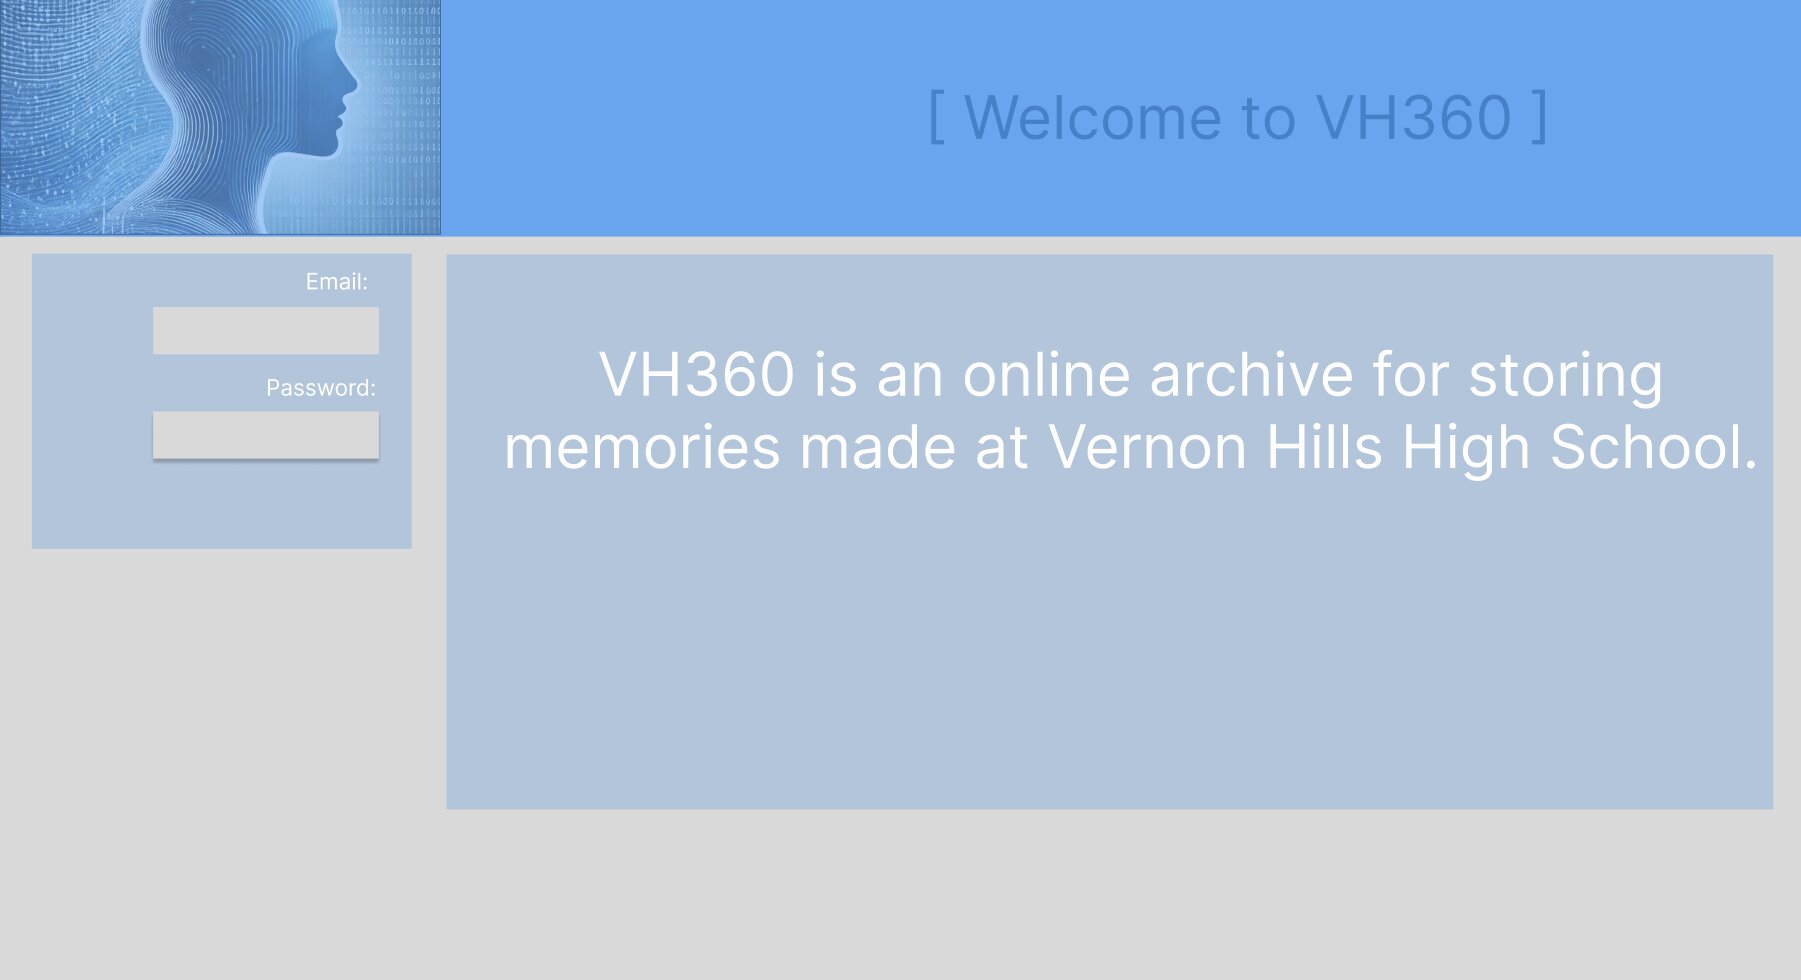 [ Welcome to VH360 ]
Email:
Password:
VH360 is an online archive for storing
memories made at Vernon Hills High School.